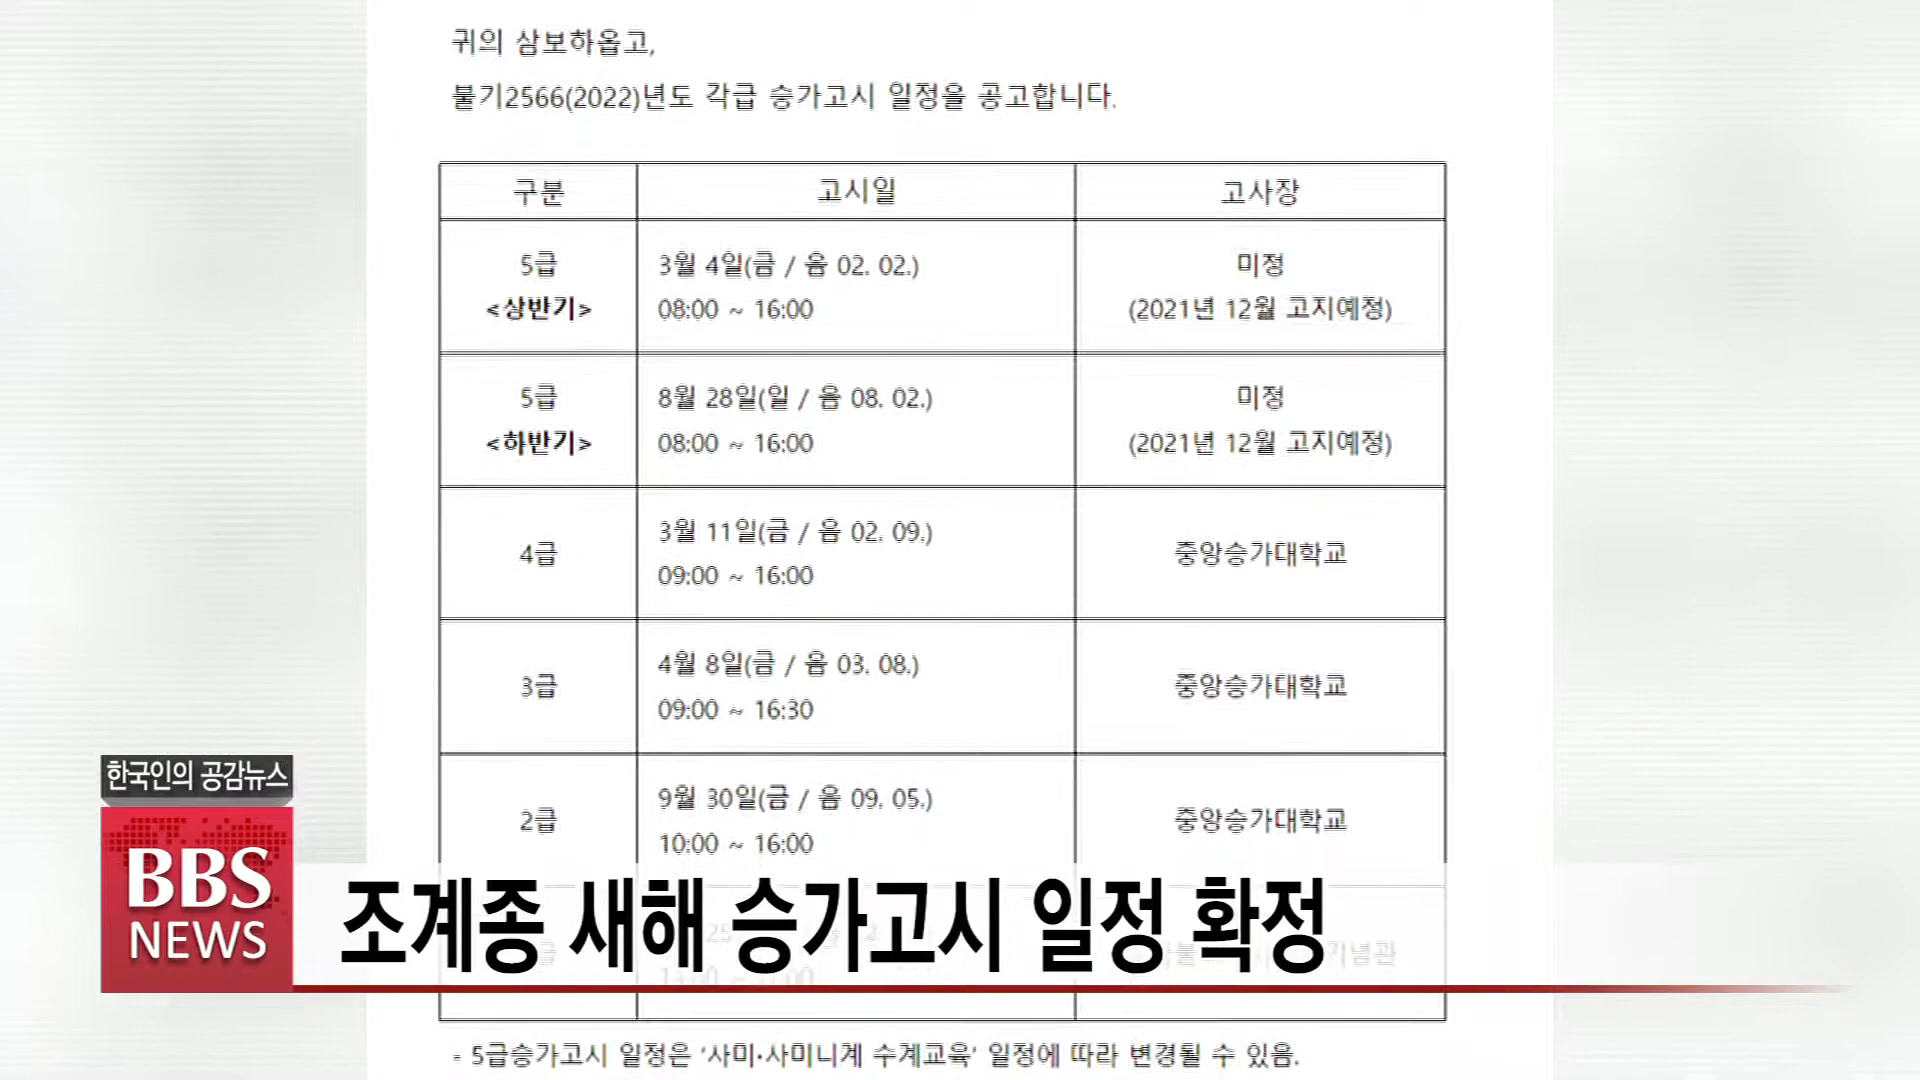 귀의 삼보하옵고,
불기2566(2022)년도 각급 승가고시 일정을 공고합니다.
구분 고시일 고사장
5급
<상반기>
3월 4일(금 / 음 02. 02.)
08:00 ~ 16:00
미정
(2021년 12월 고지예정)
5급
<하반기>
8월 28일(일 / 음 08. 02.)
08:00 ~ 16:00
미정
(2021년 12월 고지예정)
4급
3월 11일(금 / 음 02. 09.)
09:00 ~ 16:00
중앙승가대학교
3급
4월 8일(금 / 음 03. 08.)
09:00 ~ 16:30
중앙승가대학교
2급
9월 30일(금 / 음 09. 05.)
10:00 ~ 16:00
중앙승가대학교
한국인의 공감뉴스
BBS
NEWS
조계종 새해 승가고시 일정 확정
- 5급승가고시 일정은 '사미·사미니계 수계교육' 일정에 따라 변경될 수 있음.